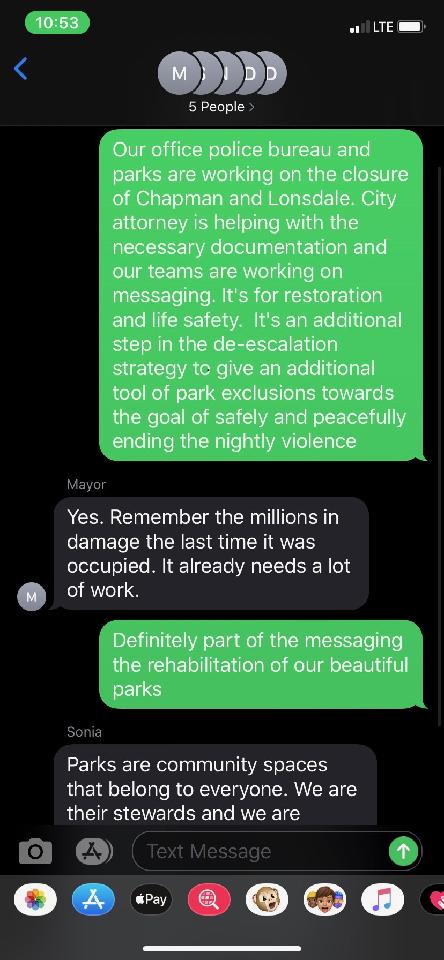 10:53
LTE
M S N D D
5 People >
Our office police bureau and
parks are working on the closure
of Chapman and Lonsdale. City
attorney is helping with the
necessary documentation and
our teams are working on
messaging. It's for restoration
and life safety.  It's an additional
step in the de-escalation
strategy to give an additional
tool of park exclusions towards
the goal of safely and peacefully
ending the nightly violence
Mayor
Yes. Remember the millions in
damage the last time it was
occupied. It already needs a lot
of work.
M
Definitely part of the messaging
the rehabilitation of our beautiful
parks
Sonia
Parks are community spaces
that belong to everyone. We are
their stewards and we are
Text Message
Pay